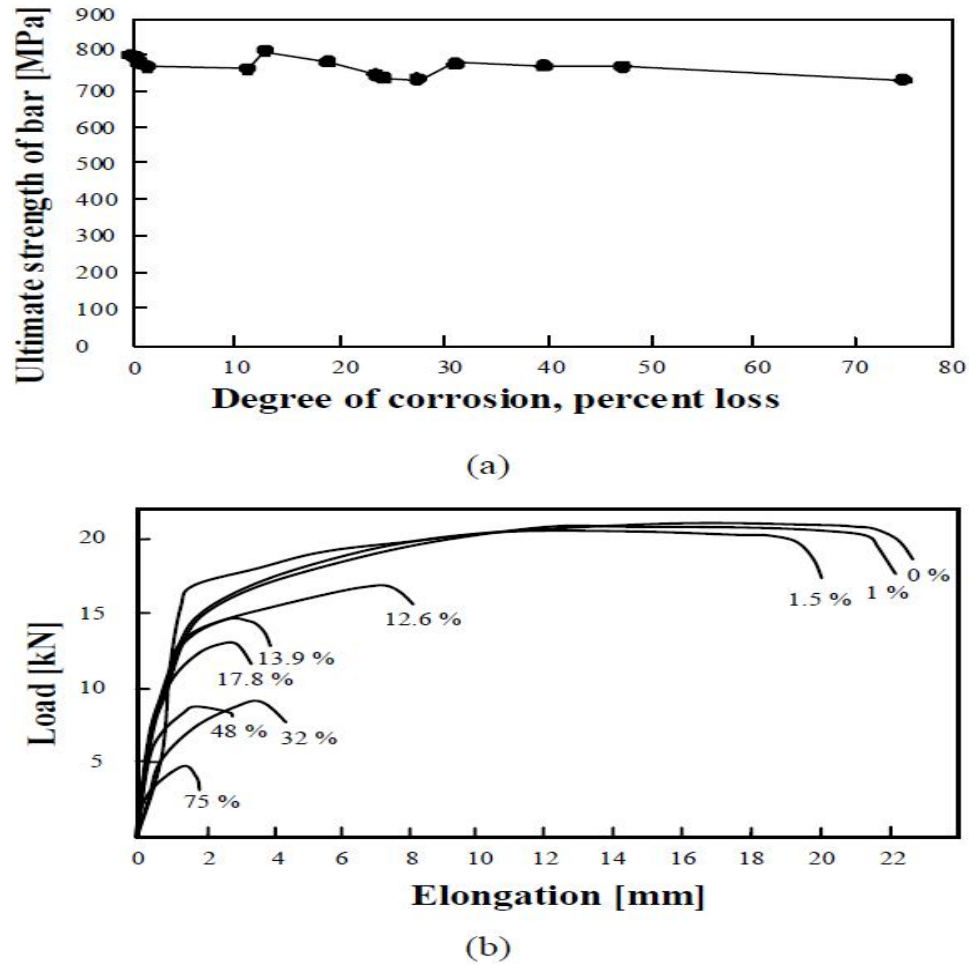 Ultimate strength of bar [MPa]
900
800
700
600
500
400
300
200
100
0
0 10 20 30 40 50 60 70 80
Degree of corrosion, percent loss
(a)
Load [kN]
20
15
10
5
0 %
1 %
1.5 %
12.6 %
13.9 %
17.8 %
48 %
32 %
75 %
0 2 4 6 8 10 12 14 16 18 20 22
Elongation [mm]
(b)